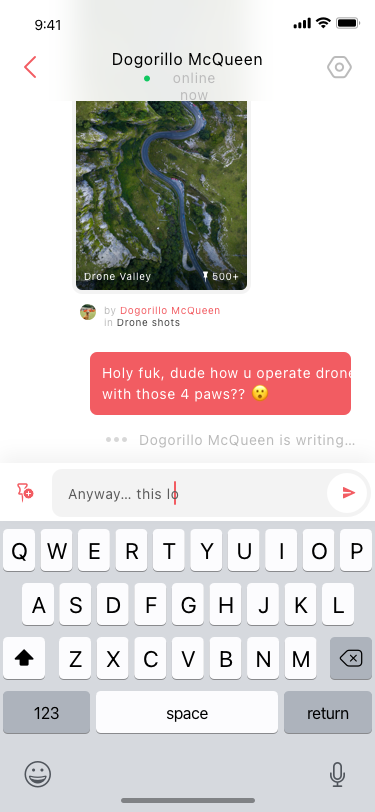 9:41
Dogorillo McQueen
online
now
Drone Valley
500+
by Dogorillo McQueen
in Drone shots
Holy fuk, dude how u operate drone
with those 4 paws?? 😮
Dogorillo McQueen is writing...
Anyway... this lo
Q W E R T Y U I O P
A S D F G H J K L
Z X C V B N M
123 space return